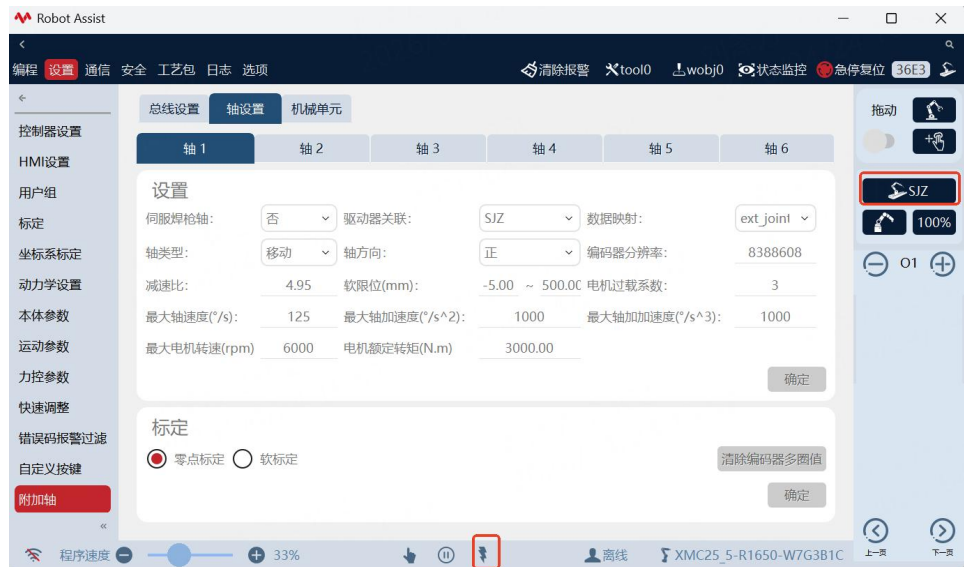 Robot Assist
编程 设置 通信 安全 工艺包 日志 选项 清除报警 tool0 wobj0 状态监控 急停复位 36E3
控制器设置
HMI设置
用户组
标定
坐标系标定
动力学设置
本体参数
运动参数
力控参数
快速调整
错误码报警过滤
自定义按键
附加轴
总线设置 轴设置 机械单元
轴 1 轴 2 轴 3 轴 4 轴 5 轴 6
设置
伺服焊枪轴: 否 驱动器关联: SJZ 数据映射: ext_joint
轴类型: 移动 轴方向: 正 编码器分辨率: 8388608
减速比: 4.95 软限位(mm): -5.00 ~ 500.00 电机过载系数: 3
最大轴速度(°/s): 125 最大轴加速度(°/s^2): 1000 最大轴加加速度(°/s^3): 1000
最大电机转速(rpm) 6000 电机额定转矩(N.m) 3000.00
确定
标定
零点标定 软标定 清除编码器多圈值
确定
拖动
SJZ
100%
01
上一页 下一页
程序速度 33% 离线 XMC25_5-R1650-W7G3B1C